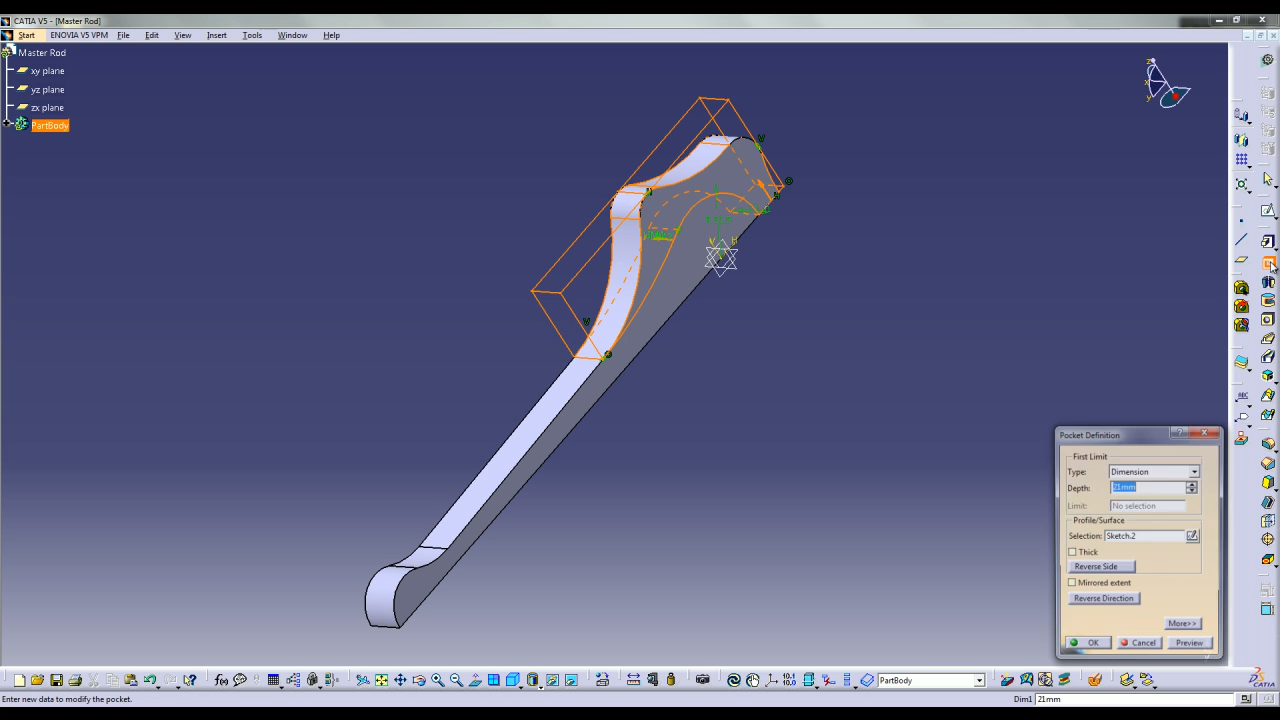 CATIA V5 - [Master Rod]
Start ENOVIA V5 VPM File Edit View Insert Tools Window Help
Master Rod
xy plane
yz plane
zx plane
PartBody
Pocket Definition
First Limit
Type: Dimension
Depth: 21mm
Limit: No selection
Profile/Surface
Selection: Sketch.2
Thick
Reverse Side
Mirrored extent
Reverse Direction
More>>
OK Cancel Preview
PartBody
CATIA
Enter new data to modify the pocket. Dim1 21mm